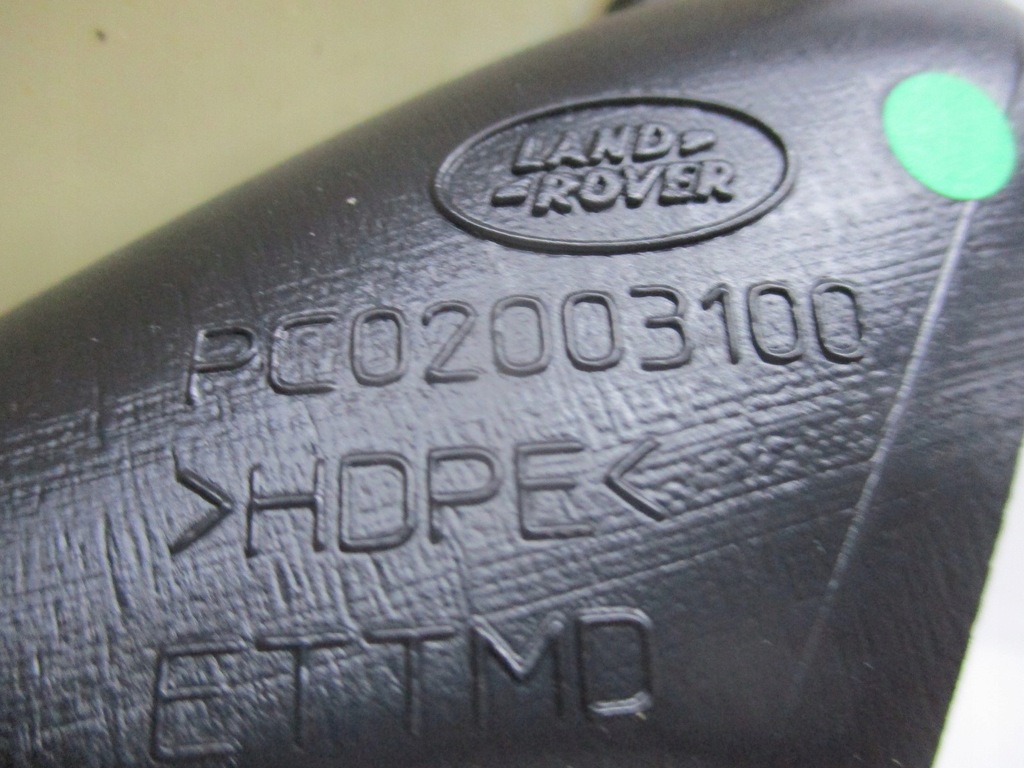 LAND-
-ROVER
PC02003100
>HDPE<
ETTMD